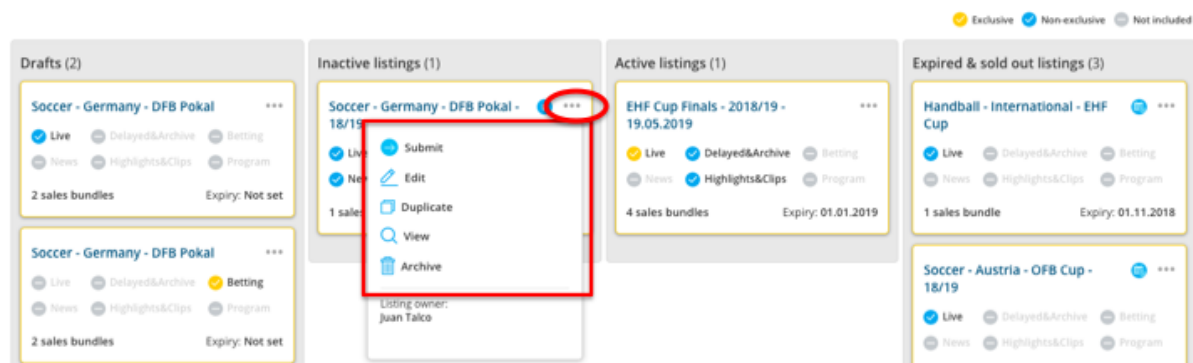 Exclusive Non-exclusive Not included
Drafts (2)
Soccer - Germany - DFB Pokal
Live Delayed&Archive Betting
News Highlights&Clips Program
2 sales bundles Expiry: Not set
Soccer - Germany - DFB Pokal
Live Delayed&Archive Betting
News Highlights&Clips Program
2 sales bundles Expiry: Not set
Inactive listings (1)
Soccer - Germany - DFB Pokal -
18/19
1 sales
Submit
Edit
Duplicate
View
Archive
Listing owner:
Juan Talco
Active listings (1)
EHF Cup Finals - 2018/19 -
19.05.2019
Live Delayed&Archive Betting
News Highlights&Clips Program
4 sales bundles Expiry: 01.01.2019
Expired & sold out listings (3)
Handball - International - EHF
Cup
Live Delayed&Archive Betting
News Highlights&Clips Program
1 sales bundle Expiry: 01.11.2018
Soccer - Austria - OFB Cup -
18/19
Live Delayed&Archive Betting
News Highlights&Clips Program